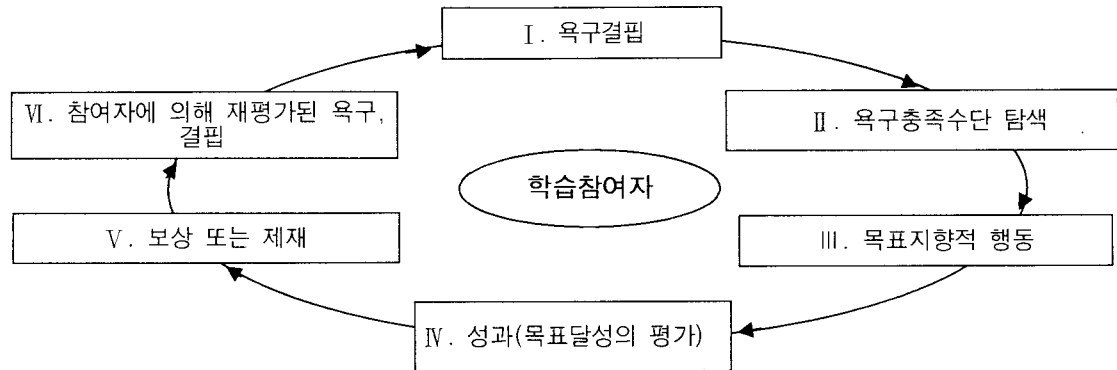 Ⅰ. 욕구결핍
Ⅵ. 참여자에 의해 재평가된 욕구,
결핍
Ⅱ. 욕구충족수단 탐색
학습참여자
Ⅴ. 보상 또는 제재
Ⅲ. 목표지향적 행동
Ⅳ. 성과(목표달성의 평가)